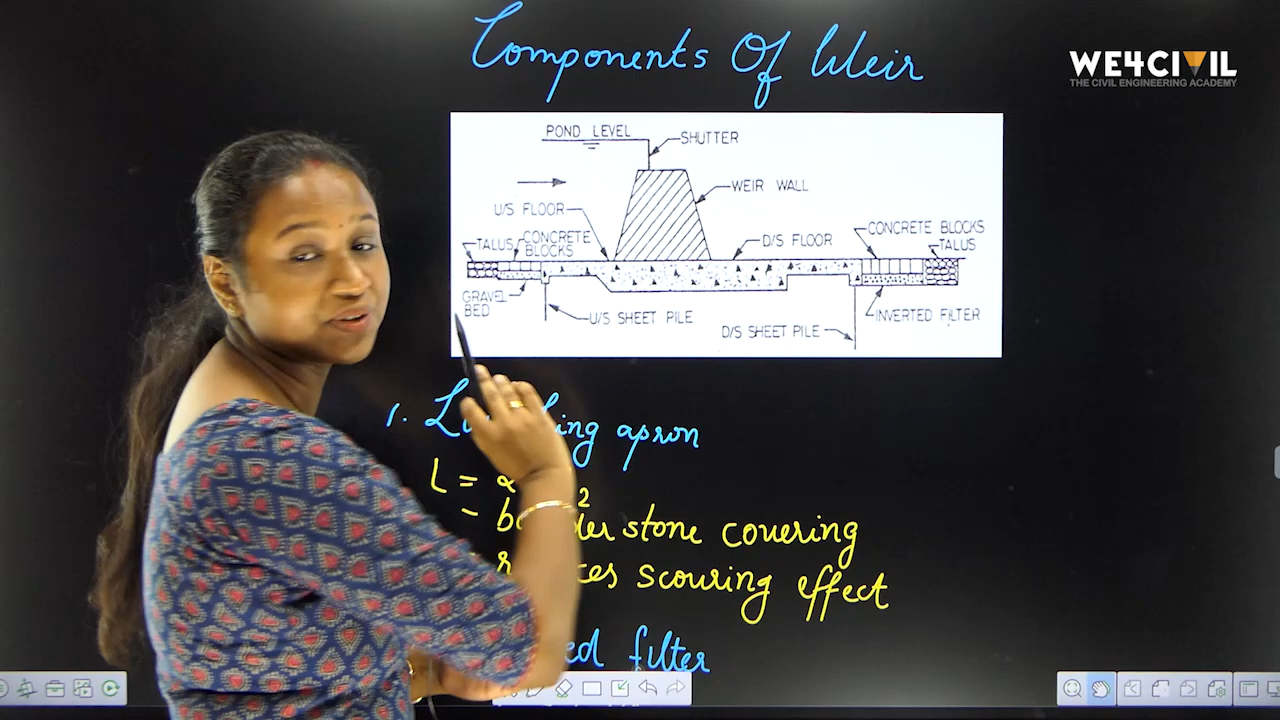 Components Of Weir
WE4CIVIL
THE CIVIL ENGINEERING ACADEMY
POND LEVEL
SHUTTER
WEIR WALL
U/S FLOOR
D/S FLOOR
CONCRETE BLOCKS
TALUS
TALUS
CONCRETE
BLOCKS
GRAVEL
BED
U/S SHEET PILE
D/S SHEET PILE
INVERTED FILTER
1. apron
L =
2
- stone covering
scouring effect
filter